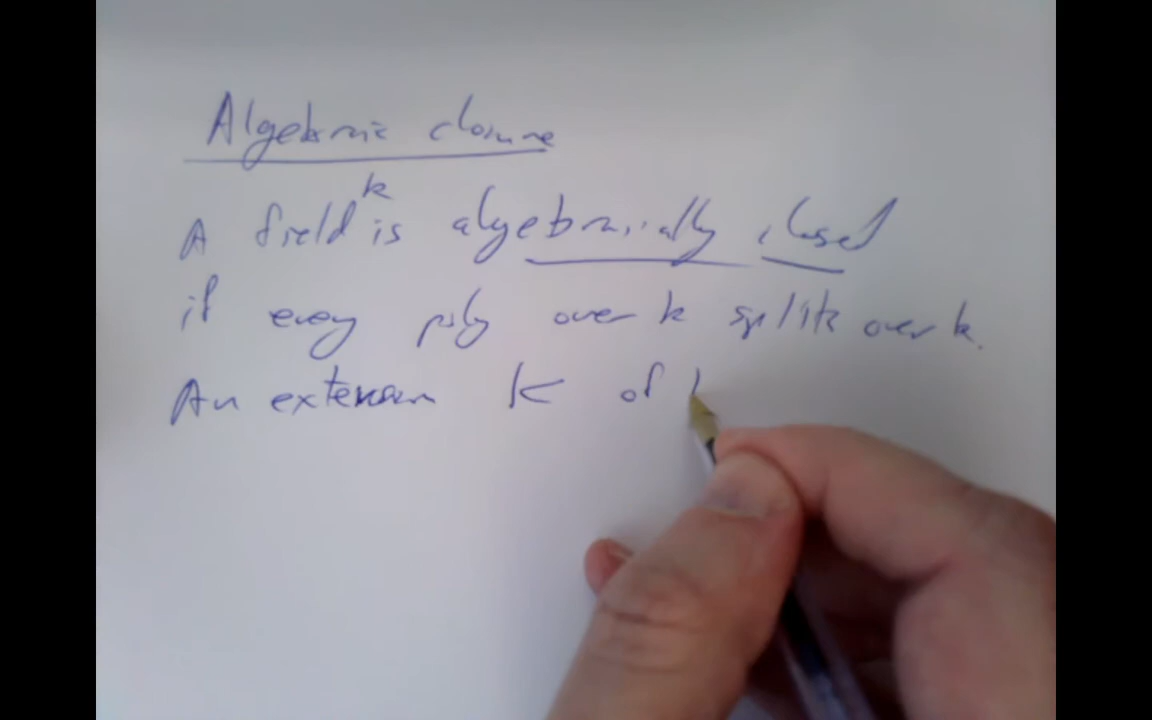 Algebraic closure
A field k is algebraically closed
if every poly over k splits over k.
An extension K of